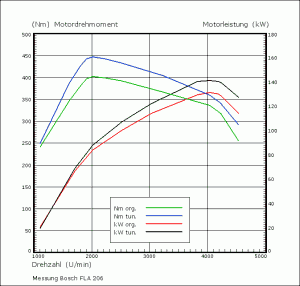 (Nm) Motordrehmoment Motorleistung (kW)
500 180
450 160
400 140
350 120
300
250 100
200 80
150 60
100 40
50 20
0 0
1000 2000 3000 4000 5000
Nm org.
Nm tun.
kW org.
kW tun.
Drehzahl (U/min)
Messung Bosch FLA 206